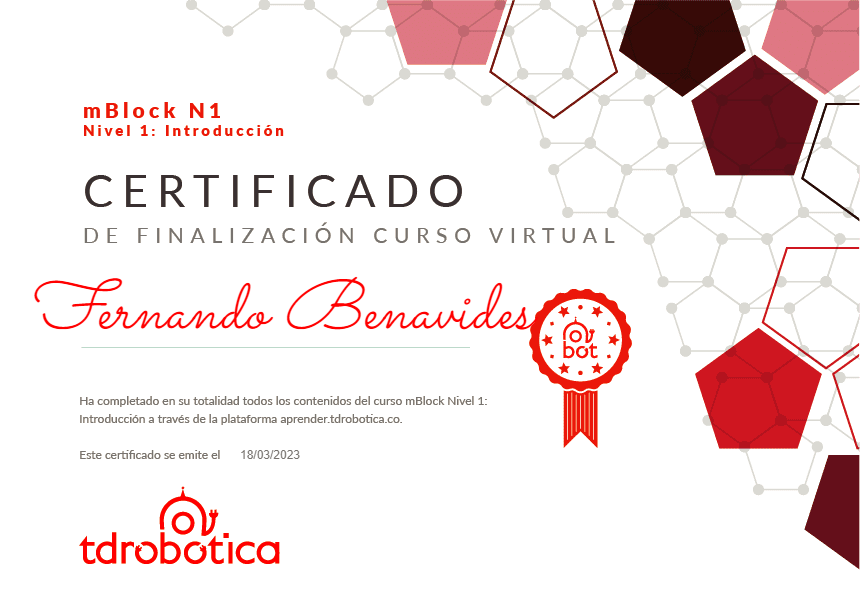 mBlock N1
Nivel 1: Introducción
CERTIFICADO
DE FINALIZACIÓN CURSO VIRTUAL
Fernando Benavides
bot
Ha completado en su totalidad todos los contenidos del curso mBlock Nivel 1:
Introducción a través de la plataforma aprender.tdrobotica.co.
Este certificado se emite el 18/03/2023
tdrobotica